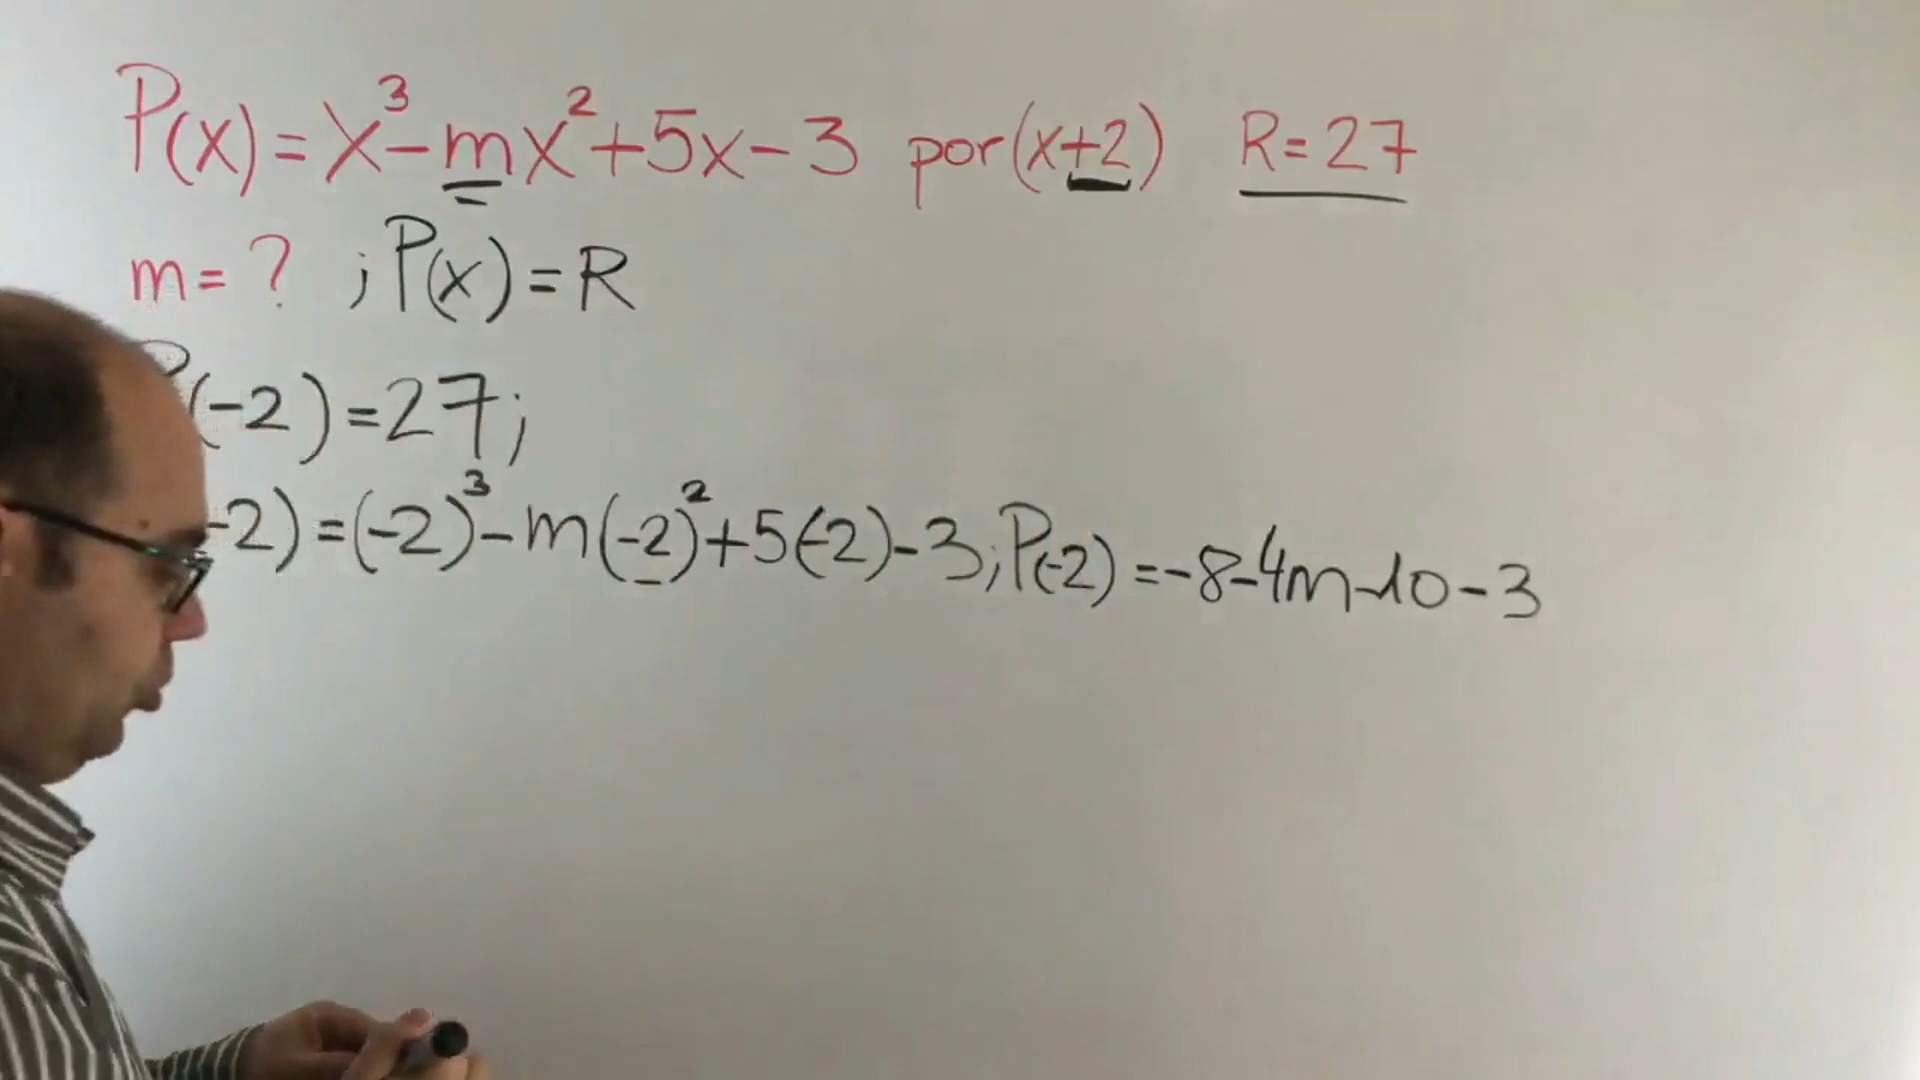 P(x)=x³-mx²+5x-3 por(x+2) R=27
m=? ; P(x)=R
(-2)=27;
-2)=(-2)³-m(-2)²+5(-2)-3; P(-2)=-8-4m-10-3